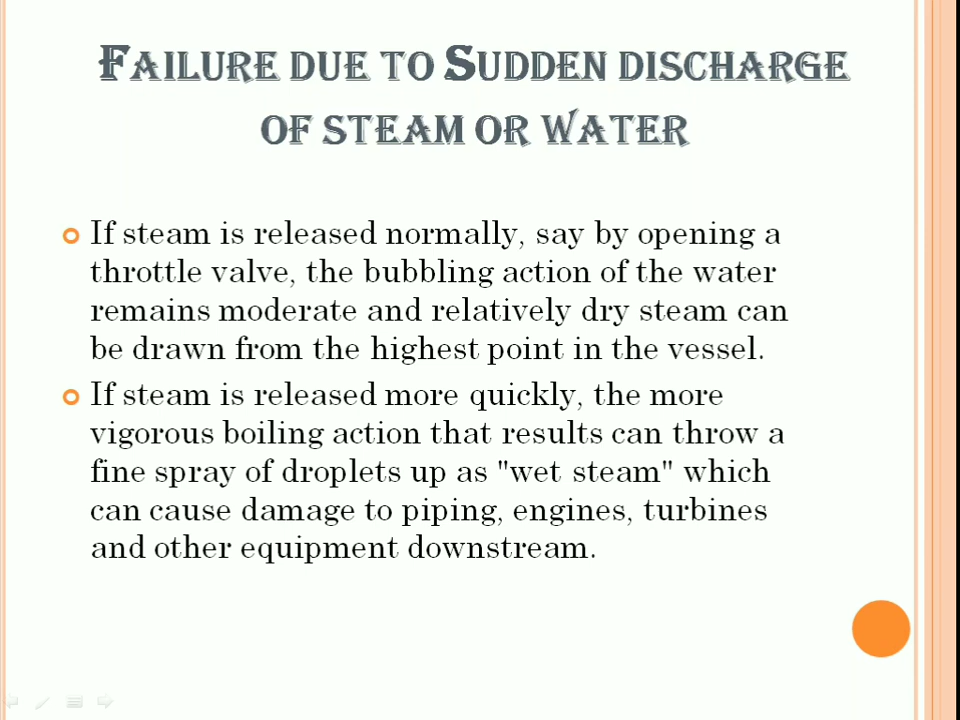 FAILURE DUE TO SUDDEN DISCHARGE
OF STEAM OR WATER
If steam is released normally, say by opening a
throttle valve, the bubbling action of the water
remains moderate and relatively dry steam can
be drawn from the highest point in the vessel.
If steam is released more quickly, the more
vigorous boiling action that results can throw a
fine spray of droplets up as "wet steam" which
can cause damage to piping, engines, turbines
and other equipment downstream.